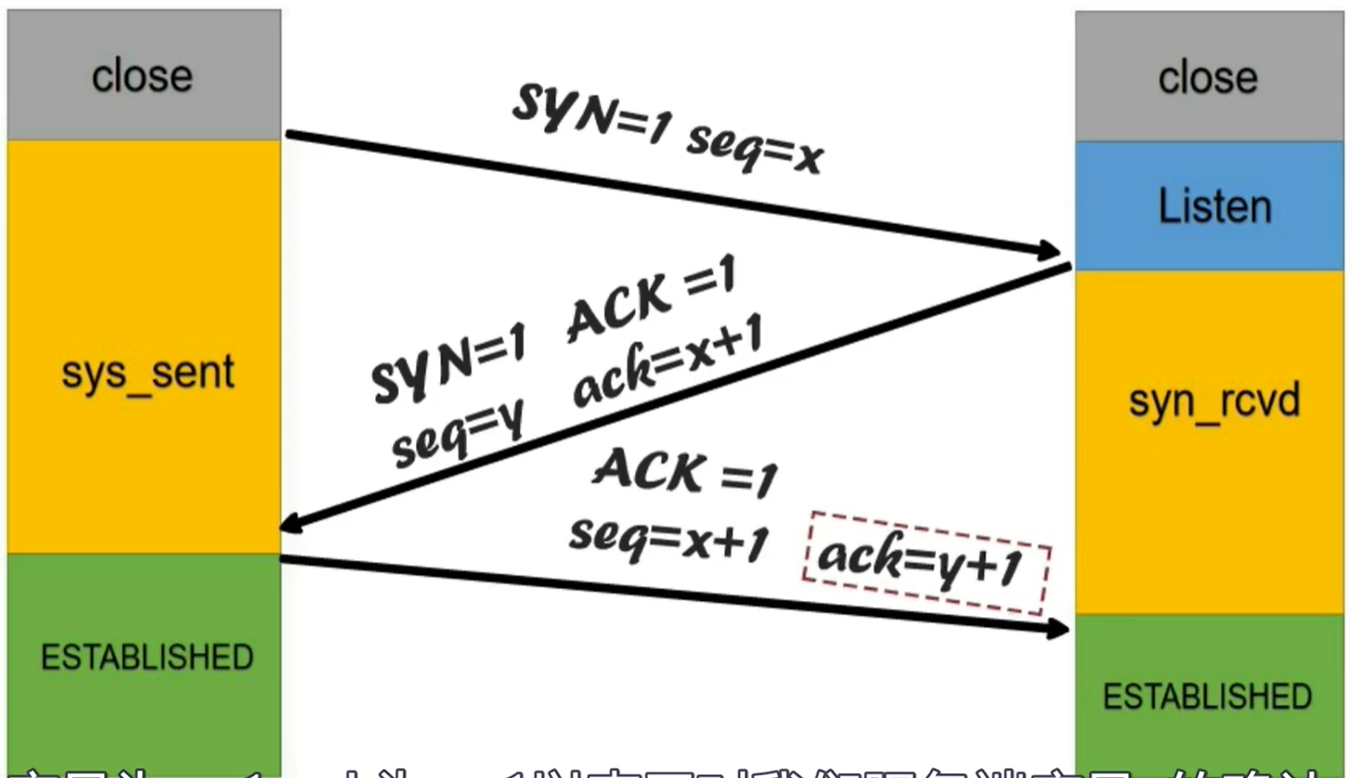 close
close
SYN=1 seq=x
Listen
SYN=1 ACK =1
seq=y ack=x+1
sys_sent
syn_rcvd
ACK =1
seq=x+1 ack=y+1
ESTABLISHED
ESTABLISHED